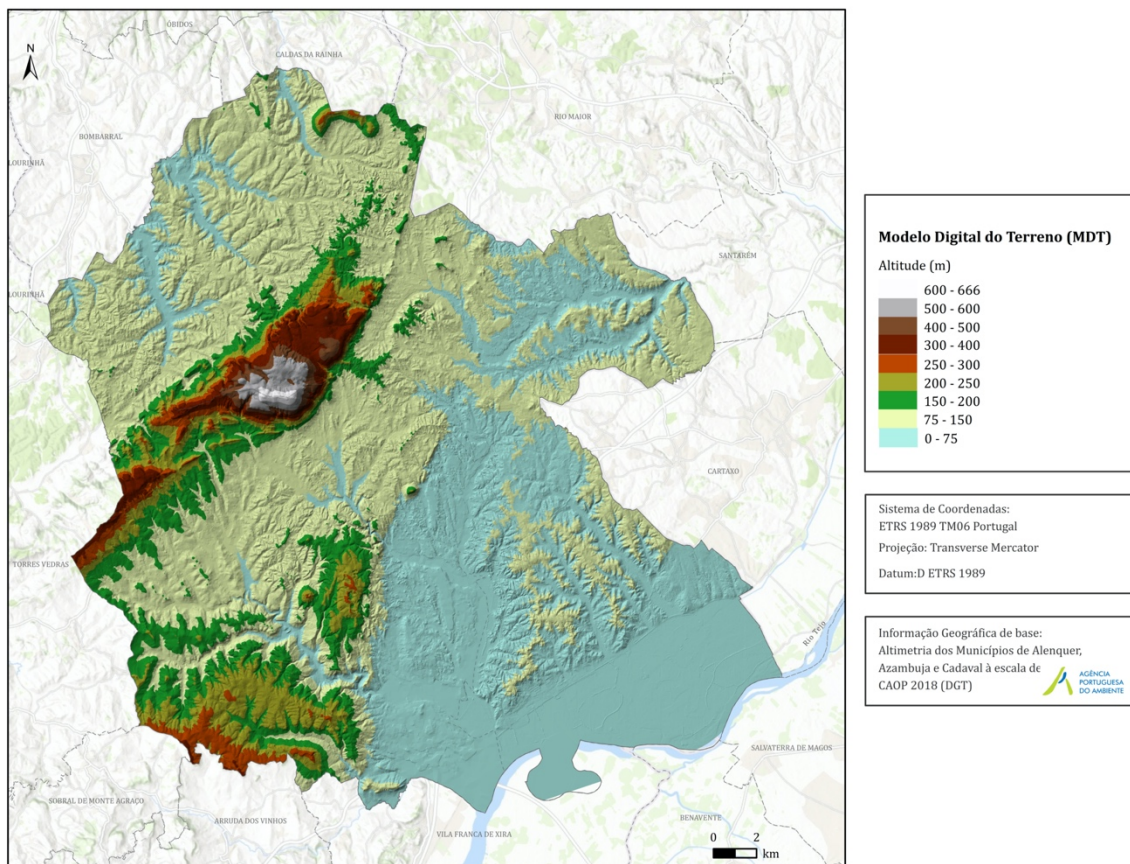 ÓBIDOS
N
CALDAS DA RAINHA
RIO MAIOR
BOMBARRAL
LOURINHÃ
SANTARÉM
LOURINHÃ
CARTAXO
TORRES VEDRAS
Rio Tejo
SALVATERRA DE MAGOS
SOBRAL DE MONTE AGRAÇO
ARRUDA DOS VINHOS
VILA FRANCA DE XIRA
BENAVENTE
0 2
km
Modelo Digital do Terreno (MDT)
Altitude (m)
600 - 666
500 - 600
400 - 500
300 - 400
250 - 300
200 - 250
150 - 200
75 - 150
0 - 75
Sistema de Coordenadas:
ETRS 1989 TM06 Portugal
Projeção: Transverse Mercator
Datum:D ETRS 1989
Informação Geográfica de base:
Altimetria dos Municípios de Alenquer,
Azambuja e Cadaval à escala de
CAOP 2018 (DGT)
AGÊNCIA
PORTUGUESA
DO AMBIENTE